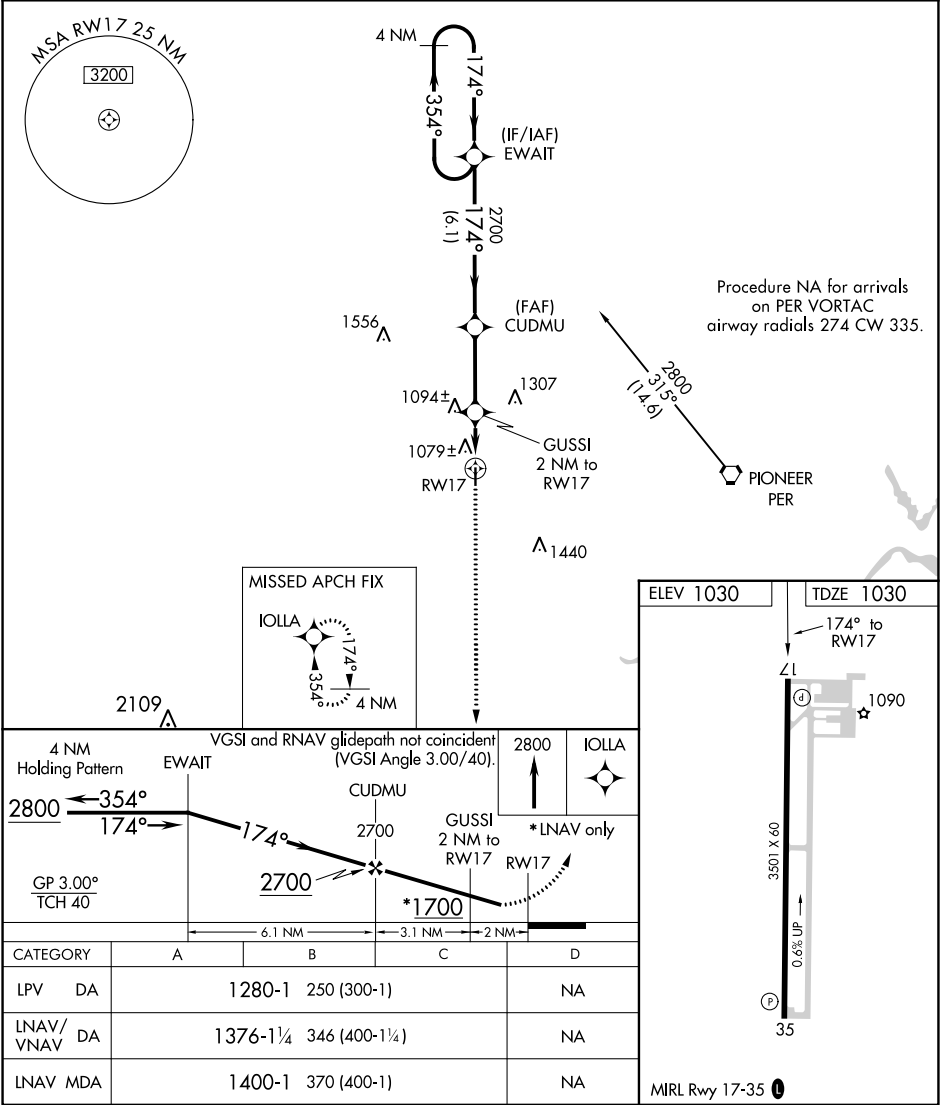 MSA RW17 25 NM
3200
4 NM
174°
354°
(IF/IAF)
EWAIT
2700
174°
(6.1)
Procedure NA for arrivals
on PER VORTAC
airway radials 274 CW 335.
(FAF)
CUDMU
1556
1094±
1307
2800
315°
(14.6)
GUSSI
2 NM to
RW17
1079±
RW17
PIONEER
PER
1440
MISSED APCH FIX
IOLLA
174°
354°
4 NM
2109
ELEV 1030
TDZE 1030
174° to
RW17
17
P
1090
3501 X 60
0.6% UP
P
35
MIRL Rwy 17-35 L
4 NM
Holding Pattern
EWAIT
VGSI and RNAV glidepath not coincident
(VGSI Angle 3.00/40).
2800
IOLLA
CUDMU
2800
354°
174°
174°
2700
GUSSI
2 NM to
RW17
*LNAV only
RW17
2700
*1700
GP 3.00°
TCH 40
6.1 NM
3.1 NM
2 NM
CATEGORY A B C D
LPV DA 1280-1 250 (300-1) NA
LNAV/
VNAV DA 1376-1¼ 346 (400-1¼) NA
LNAV MDA 1400-1 370 (400-1) NA